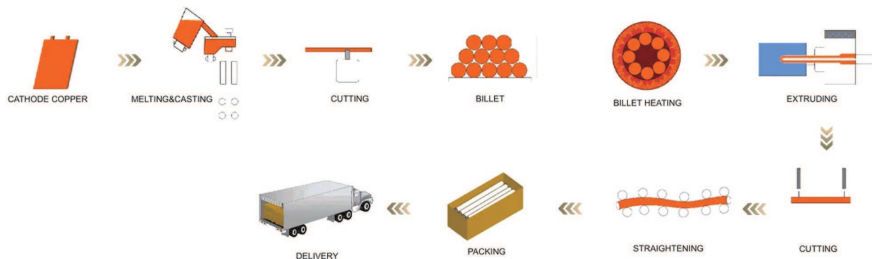 CATHODE COPPER
MELTING&CASTING
CUTTING
BILLET
BILLET HEATING
EXTRUDING
CUTTING
STRAIGHTENING
PACKING
DELIVERY